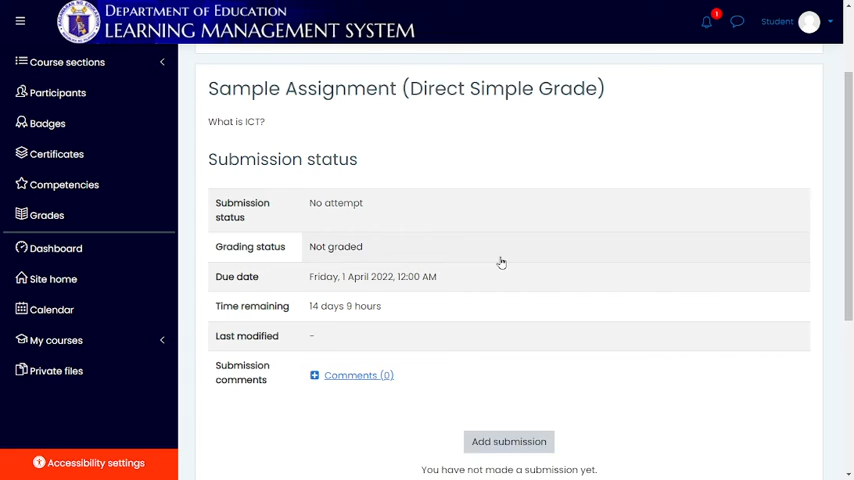 DEPARTMENT OF EDUCATION
LEARNING MANAGEMENT SYSTEM
1
Student
Course sections
Participants
Badges
Certificates
Competencies
Grades
Dashboard
Site home
Calendar
My courses
Private files
Accessibility settings
Sample Assignment (Direct Simple Grade)
What is ICT?
Submission status
Submission status No attempt
Grading status Not graded
Due date Friday, 1 April 2022, 12:00 AM
Time remaining 14 days 9 hours
Last modified -
Submission comments Comments (0)
Add submission
You have not made a submission yet.